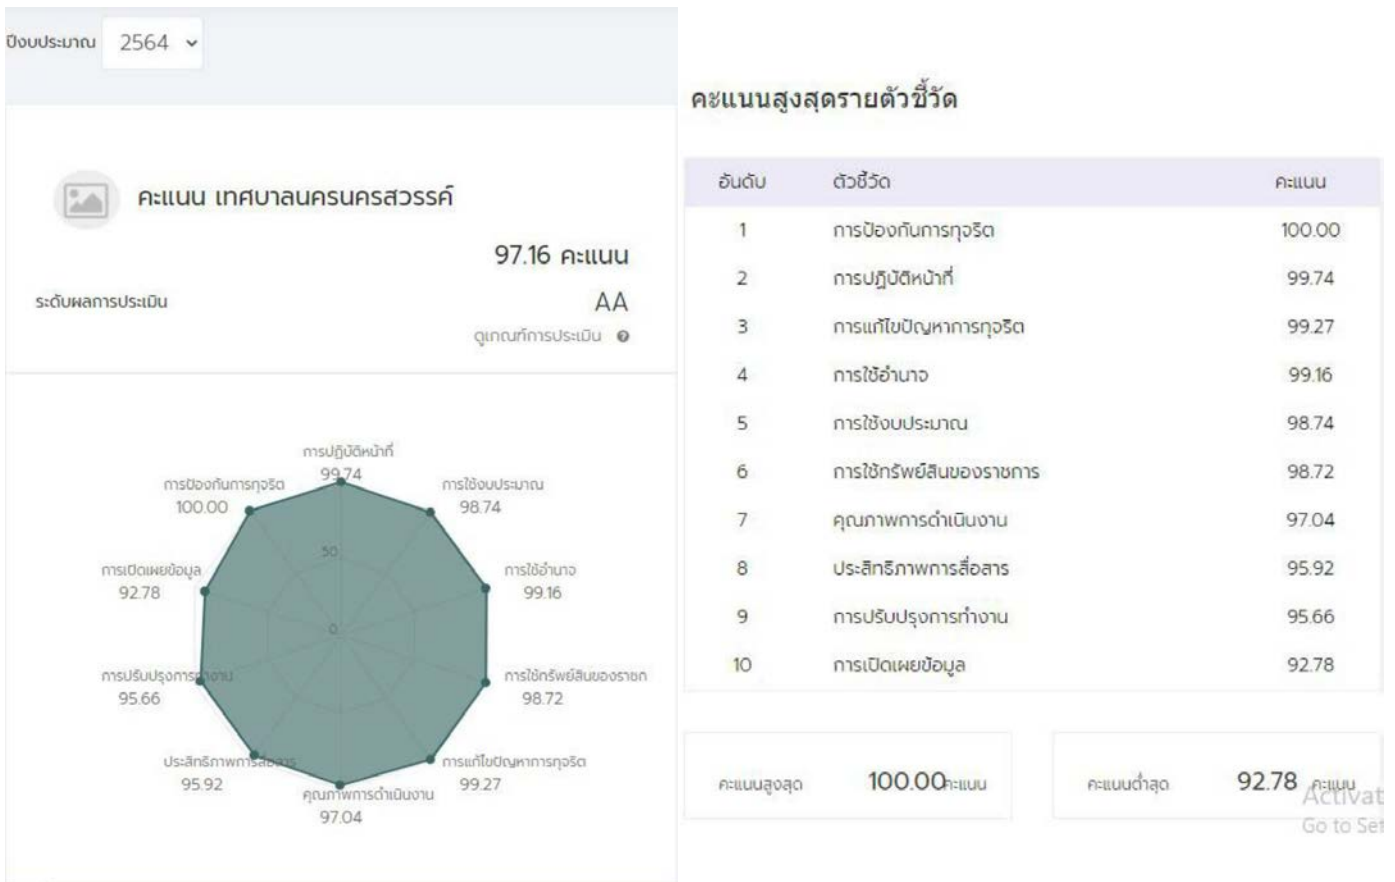 ปีงบประมาณ 2564
คะแนน เทศบาลนครนครสวรรค์
97.16 คะแนน
ระดับผลการประเมิน AA
ดูเกณฑ์การประเมิน
การปฏิบัติหน้าที่
99.74
การใช้งบประมาณ
98.74
การใช้อำนาจ
99.16
การใช้ทรัพย์สินของราชก
98.72
การแก้ไขปัญหาการทุจริต
99.27
คุณภาพการดำเนินงาน
97.04
ประสิทธิภาพการสื่อสาร
95.92
การปรับปรุงการทำงาน
95.66
การเปิดเผยข้อมูล
92.78
การป้องกันการทุจริต
100.00
50
0
คะแนนสูงสุดรายตัวชี้วัด
อันดับ ตัวชี้วัด คะแนน
1 การป้องกันการทุจริต 100.00
2 การปฏิบัติหน้าที่ 99.74
3 การแก้ไขปัญหาการทุจริต 99.27
4 การใช้อำนาจ 99.16
5 การใช้งบประมาณ 98.74
6 การใช้ทรัพย์สินของราชการ 98.72
7 คุณภาพการดำเนินงาน 97.04
8 ประสิทธิภาพการสื่อสาร 95.92
9 การปรับปรุงการทำงาน 95.66
10 การเปิดเผยข้อมูล 92.78
คะแนนสูงสุด 100.00 คะแนน
คะแนนต่ำสุด 92.78 คะแนน
Activat
Go to Set